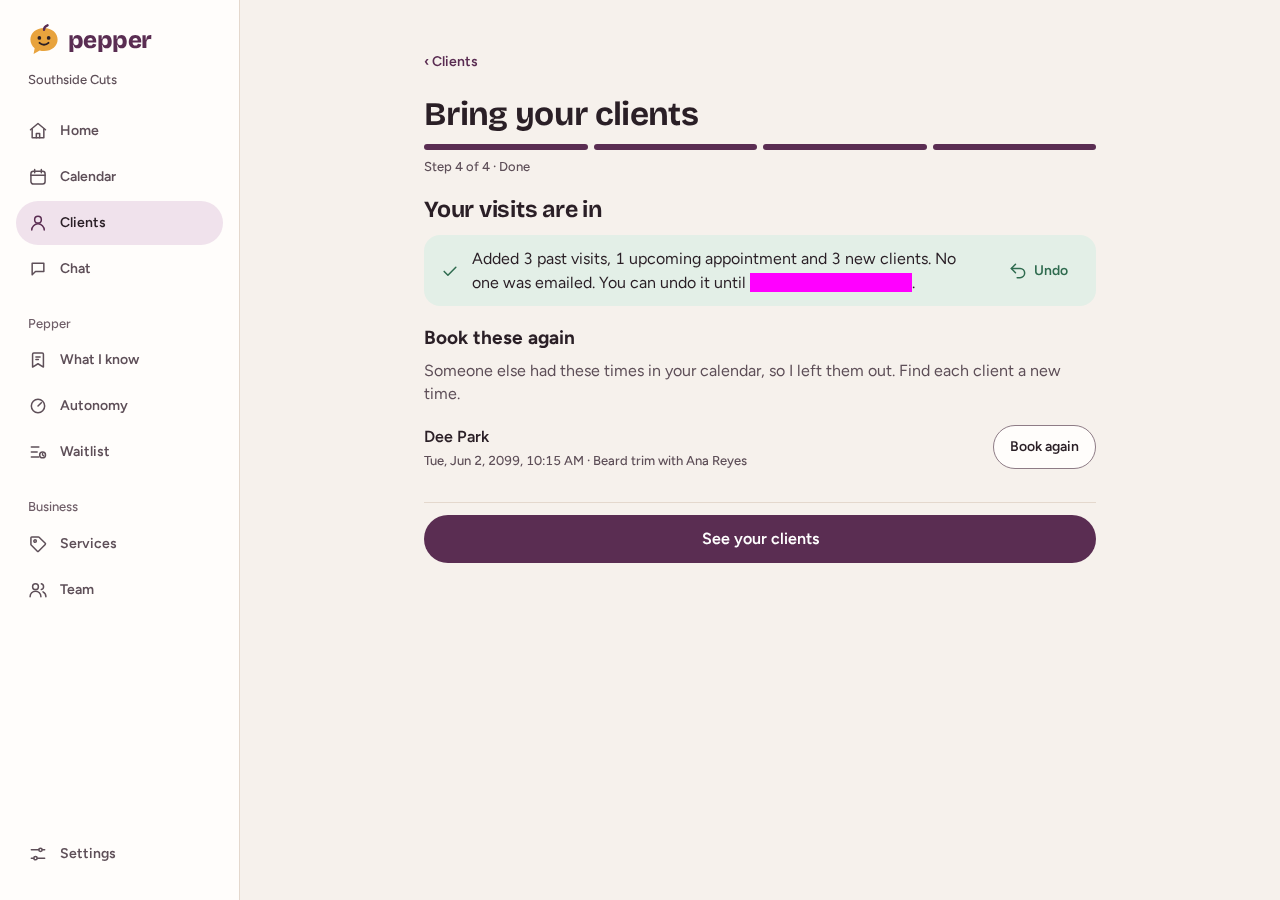 pepper
Southside Cuts
Home
Calendar
Clients
Chat
Pepper
What I know
Autonomy
Waitlist
Business
Services
Team
Settings
‹ Clients
Bring your clients
Step 4 of 4 · Done
Your visits are in
Added 3 past visits, 1 upcoming appointment and 3 new clients. No
one was emailed. You can undo it until .
Undo
Book these again
Someone else had these times in your calendar, so I left them out. Find each client a new
time.
Dee Park
Tue, Jun 2, 2099, 10:15 AM · Beard trim with Ana Reyes
Book again
See your clients